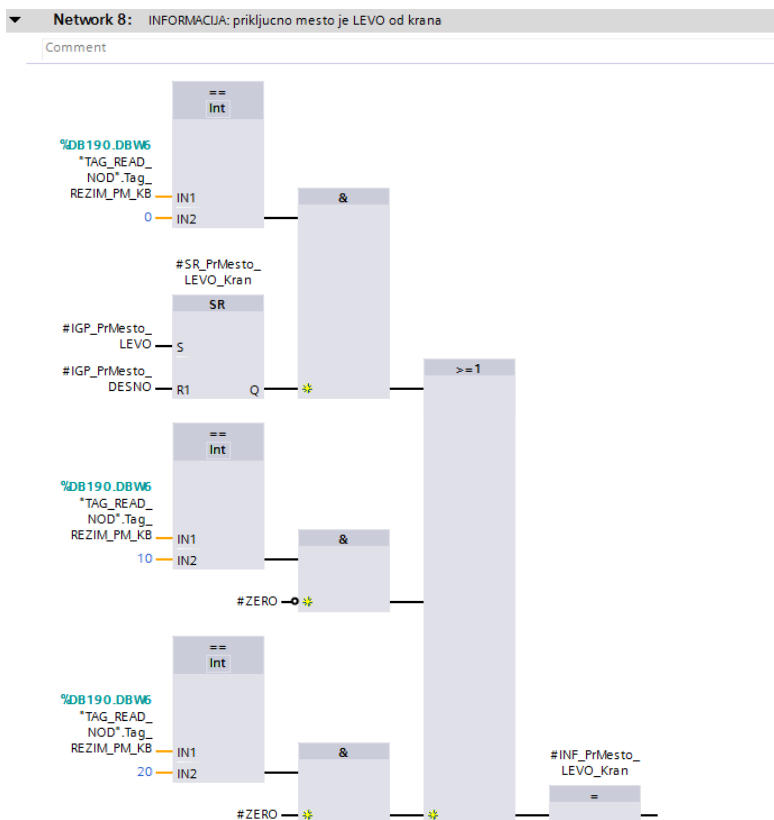 Network 8: INFORMACIJA: prikljucno mesto je LEVO od krana
Comment
==
Int
%DB190.DBW6
"TAG_READ_
NOD".Tag_
REZIM_PM_KB
IN1
0
IN2
&
#SR_PrMesto_
LEVO_Kran
SR
#IGP_PrMesto_
LEVO
S
#IGP_PrMesto_
DESNO
R1
Q
>=1
==
Int
%DB190.DBW6
"TAG_READ_
NOD".Tag_
REZIM_PM_KB
IN1
10
IN2
&
#ZERO
==
Int
%DB190.DBW6
"TAG_READ_
NOD".Tag_
REZIM_PM_KB
IN1
20
IN2
&
#ZERO
#INF_PrMesto_
LEVO_Kran
=